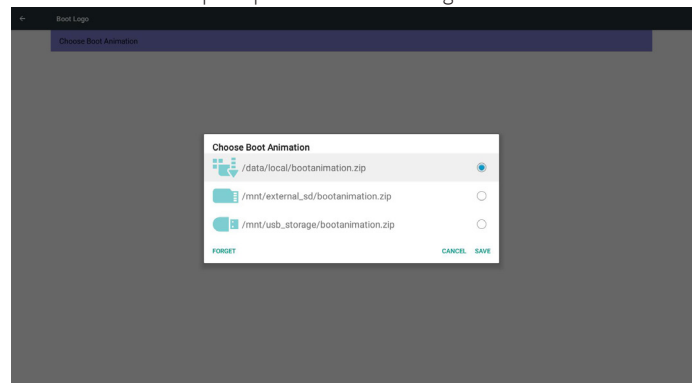 Boot Logo
Choose Boot Animation
Choose Boot Animation
/data/local/bootanimation.zip
/mnt/external_sd/bootanimation.zip
/mnt/usb_storage/bootanimation.zip
FORGET CANCEL SAVE